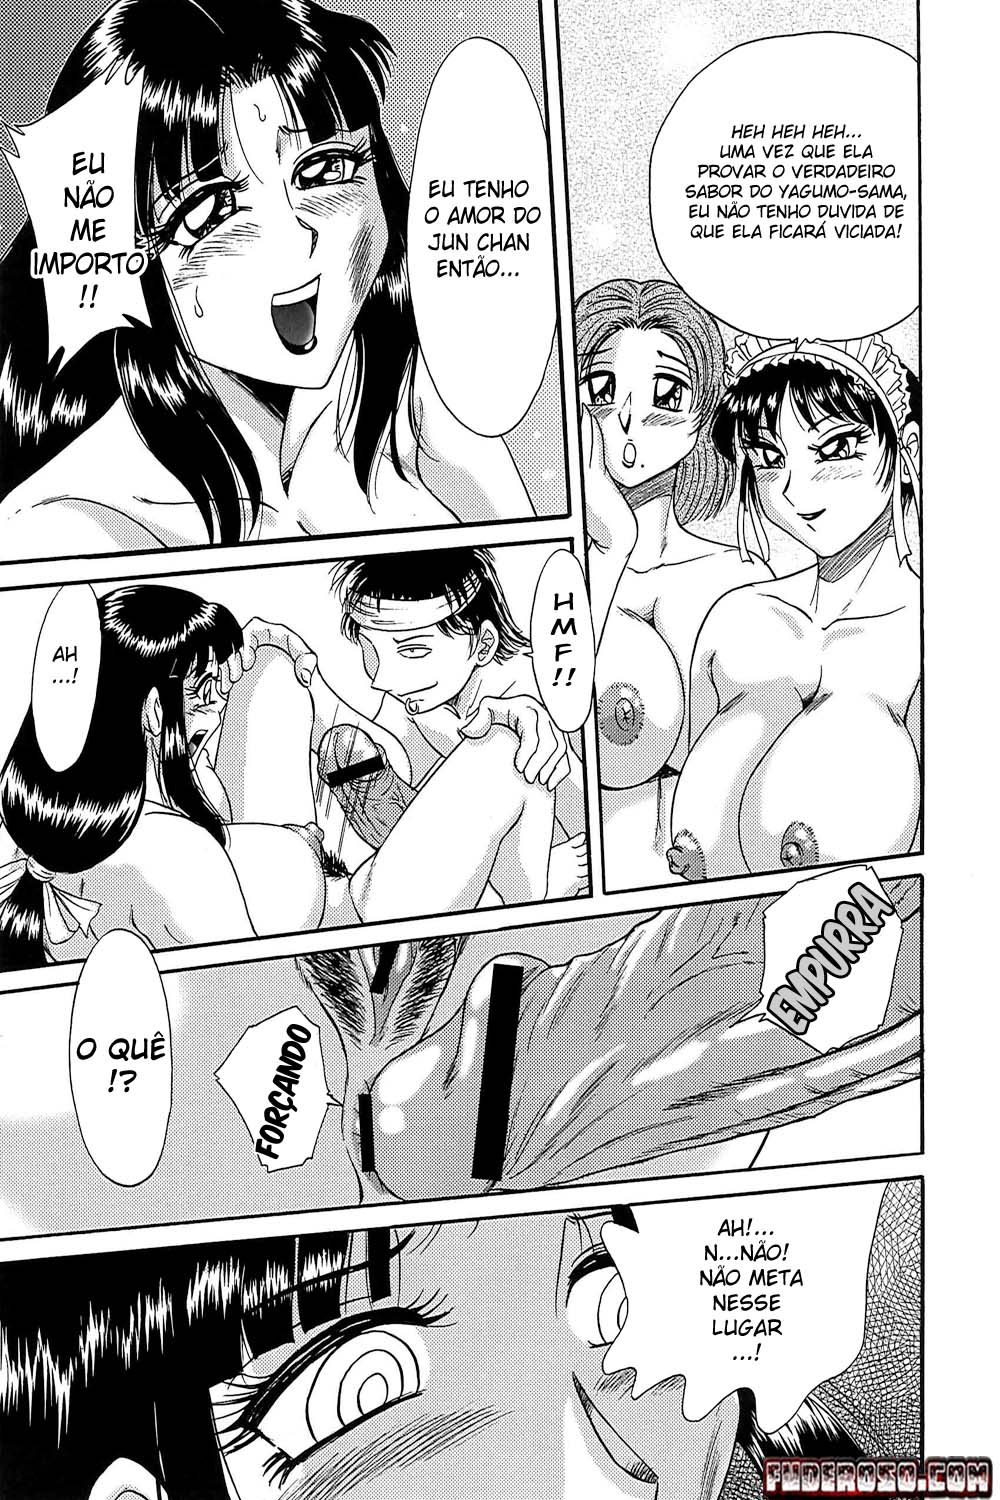 HEH HEH HEH...
UMA VEZ QUE ELA
PROVAR O VERDADEIRO
SABOR DO YAGUMO-SAMA,
EU NÃO TENHO DUVIDA DE
QUE ELA FICARÁ VICIADA!
EU TENHO
O AMOR DO
JUN CHAN
ENTÃO...
EU
NÃO
ME
IMPORTO
!!
HMF!!
AH
...!
EMPURRA
FORÇANDO
O QUÊ
!?
AH!...
N...NÃO!
NÃO META
NESSE
LUGAR
...!
FUDEROSO.COM